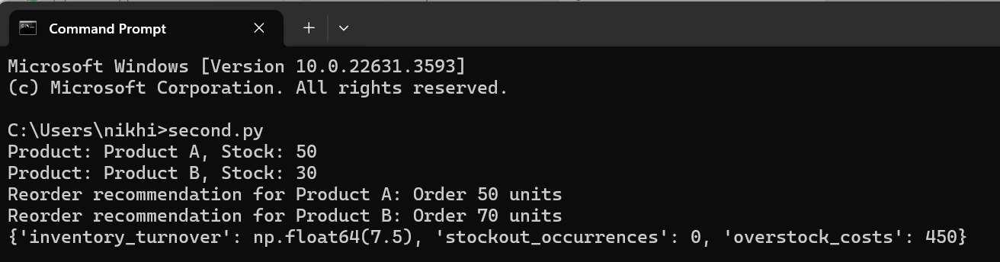 Command Prompt
Microsoft Windows [Version 10.0.22631.3593]
(c) Microsoft Corporation. All rights reserved.
C:\Users\nikhi>second.py
Product: Product A, Stock: 50
Product: Product B, Stock: 30
Reorder recommendation for Product A: Order 50 units
Reorder recommendation for Product B: Order 70 units
{'inventory_turnover': np.float64(7.5), 'stockout_occurrences': 0, 'overstock_costs': 450}